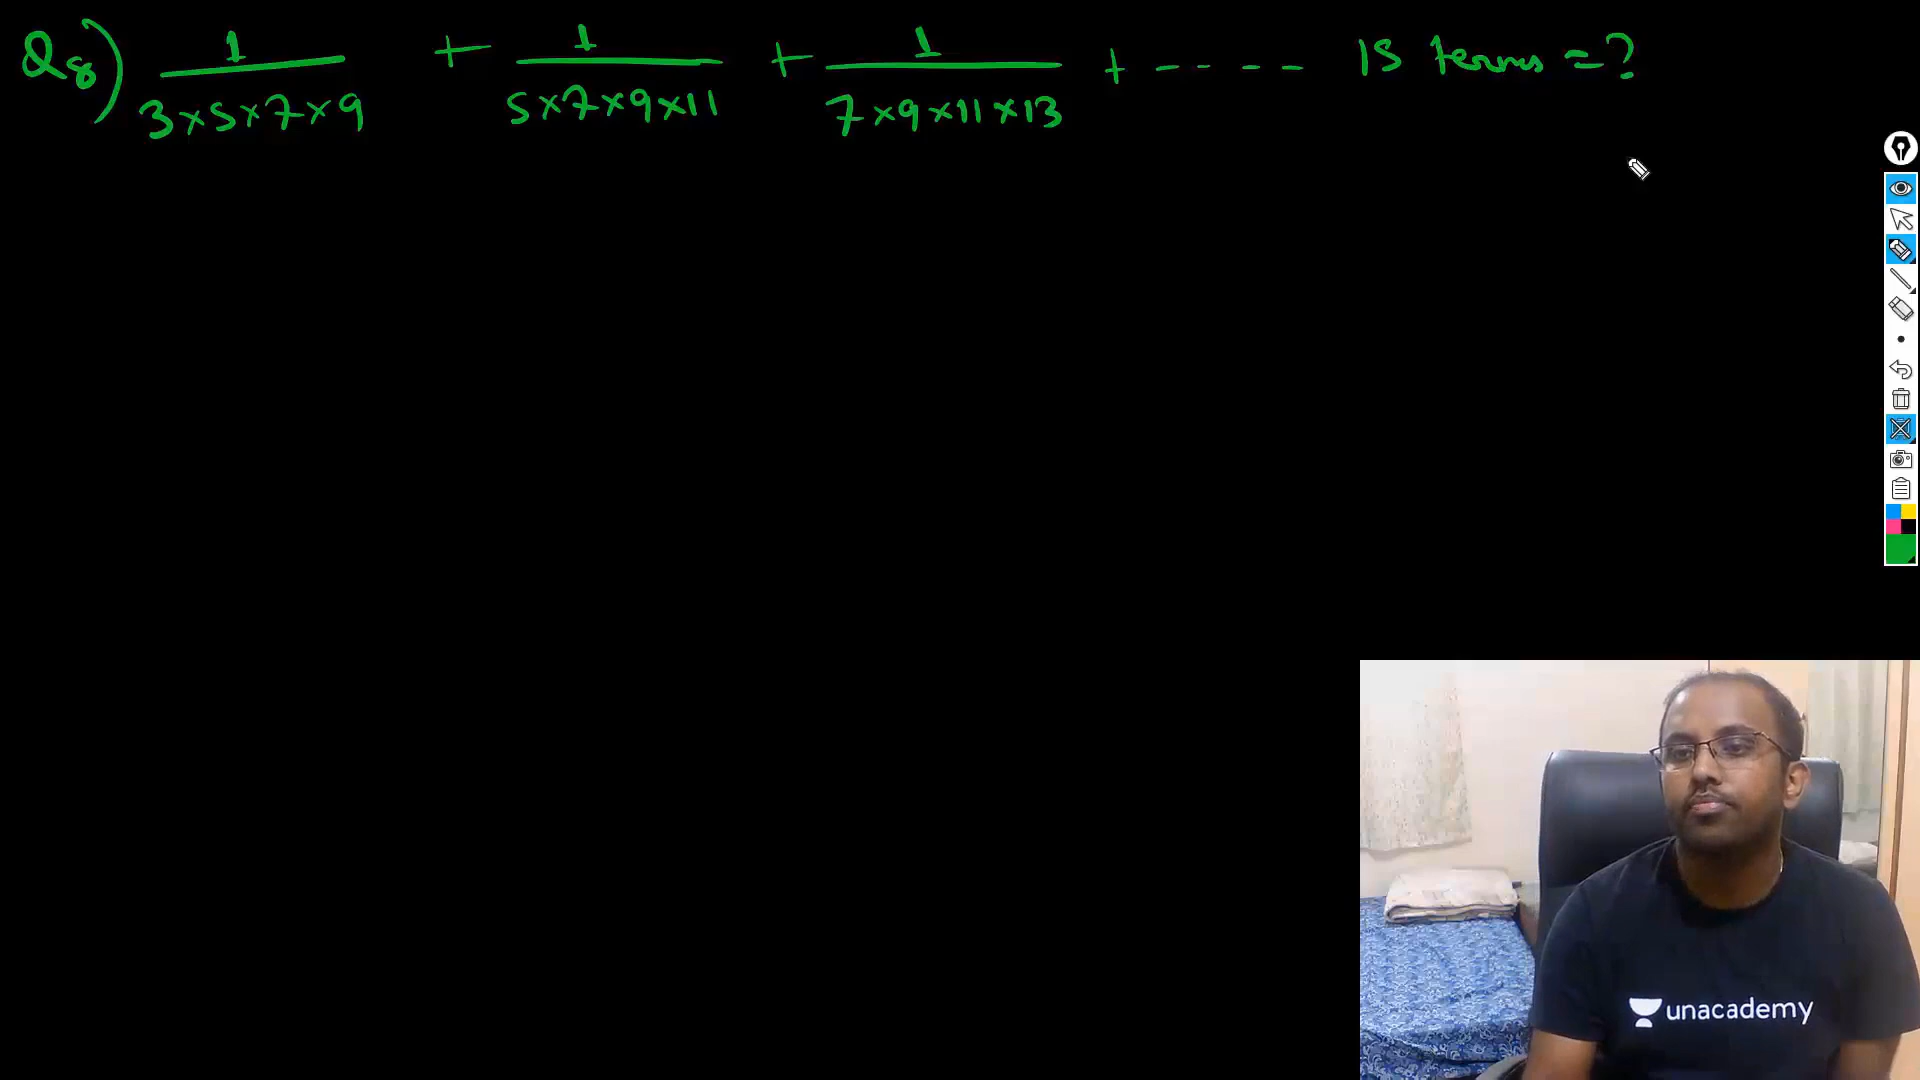 Q8) 1/(3×5×7×9) + 1/(5×7×9×11) + 1/(7×9×11×13) + ----- 15 terms = ?
unacademy